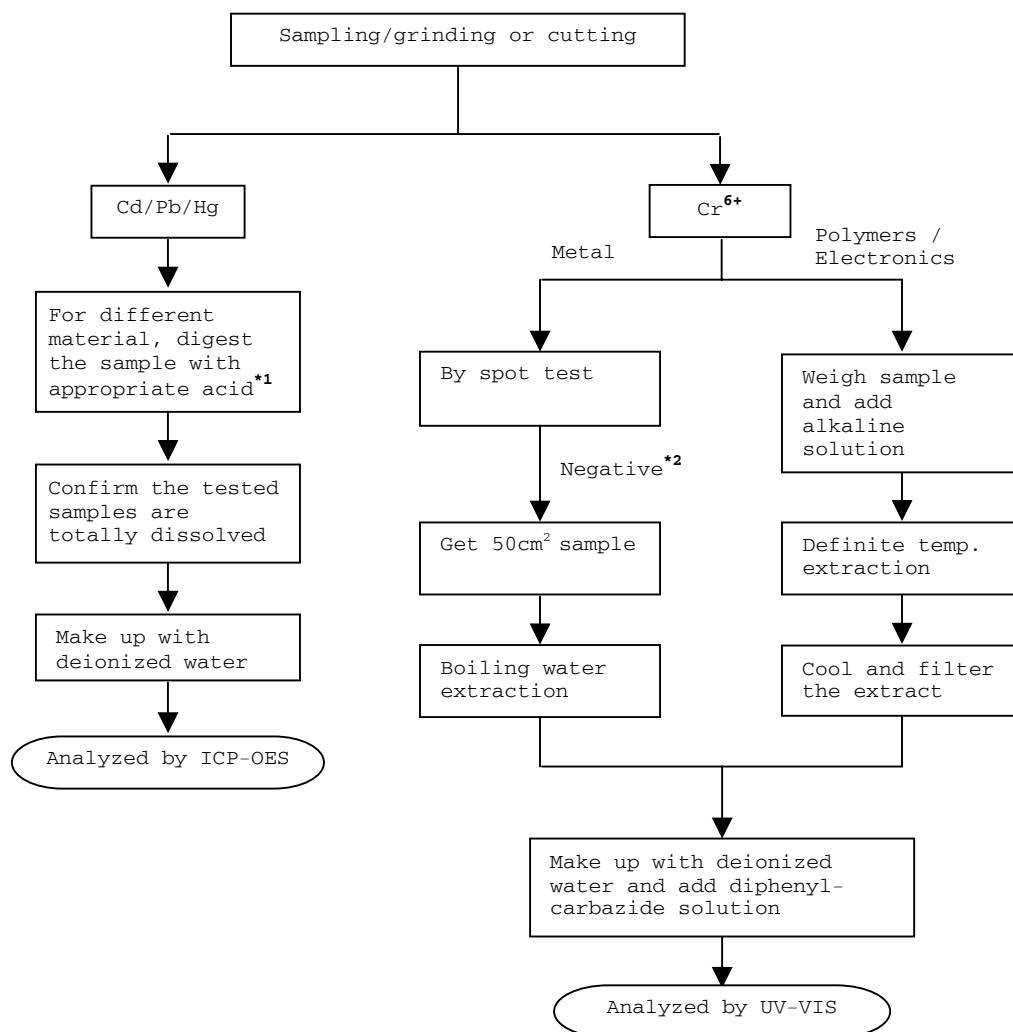 Sampling/grinding or cutting
Cd/Pb/Hg
For different
material, digest
the sample with
appropriate acid*1
Confirm the tested
samples are
totally dissolved
Make up with
deionized water
Analyzed by ICP-OES
Cr6+
Metal
Polymers /
Electronics
By spot test
Negative*2
Get 50cm² sample
Boiling water
extraction
Weigh sample
and add
alkaline
solution
Definite temp.
extraction
Cool and filter
the extract
Make up with deionized
water and add diphenyl-
carbazide solution
Analyzed by UV-VIS